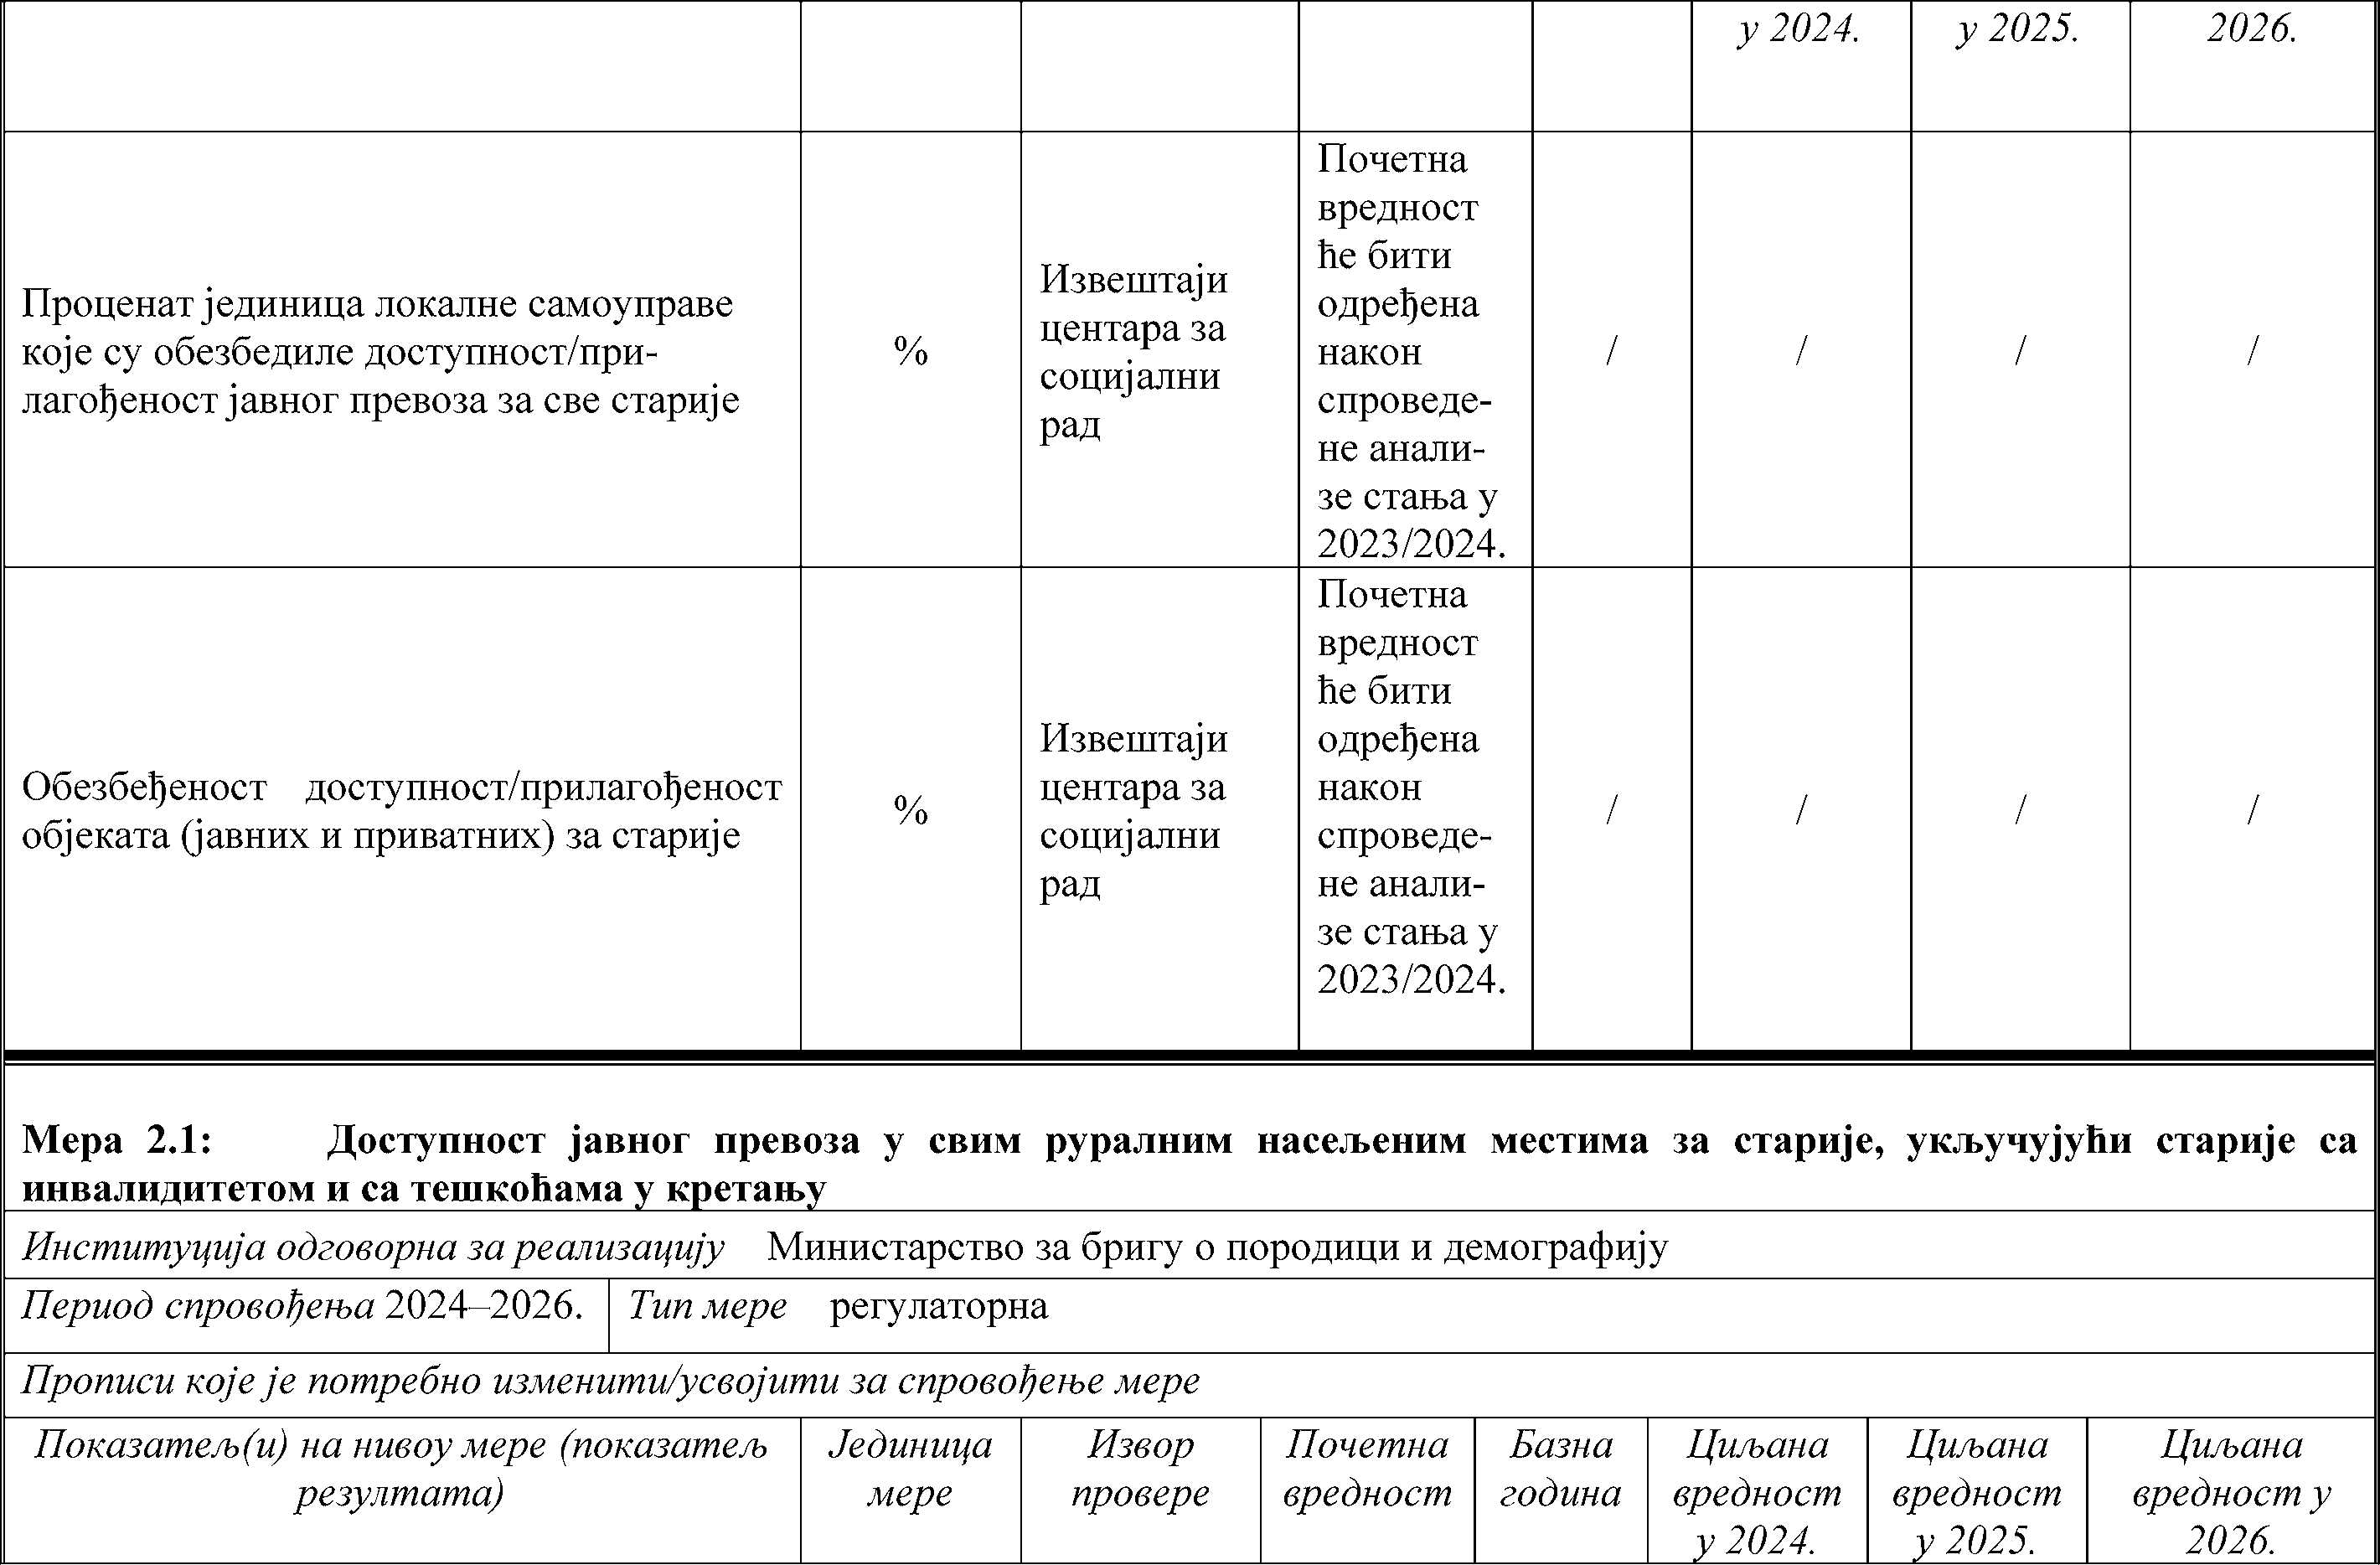 у 2024.
у 2025.
2026.
Проценат јединица локалне самоуправе
које су обезбедиле доступност/при-
лагођеност јавног превоза за све старије
%
Извештаји
центара за
социјални
рад
Почетна
вредност
ће бити
одређена
након
спроведе-
не анали-
зе стања у
2023/2024.
/
/
/
/
Обезбеђеност доступност/прилагођеност
објеката (јавних и приватних) за старије
%
Извештаји
центара за
социјални
рад
Почетна
вредност
ће бити
одређена
након
спроведе-
не анали-
зе стања у
2023/2024.
/
/
/
/
Мера 2.1: Доступност јавног превоза у свим руралним насељеним местима за старије, укључујући старије са
инвалидитетом и са тешкоћама у кретању
Институција одговорна за реализацију Министарство за бригу о породици и демографију
Период спровођења 2024–2026.
Тип мере регулаторна
Прописи које је потребно изменити/усвојити за спровођење мере
Показатељ(и) на нивоу мере (показатељ
резултата)
Јединица
мере
Извор
провере
Почетна
вредност
Базна
година
Циљана
вредност
у 2024.
Циљана
вредност
у 2025.
Циљана
вредност у
2026.